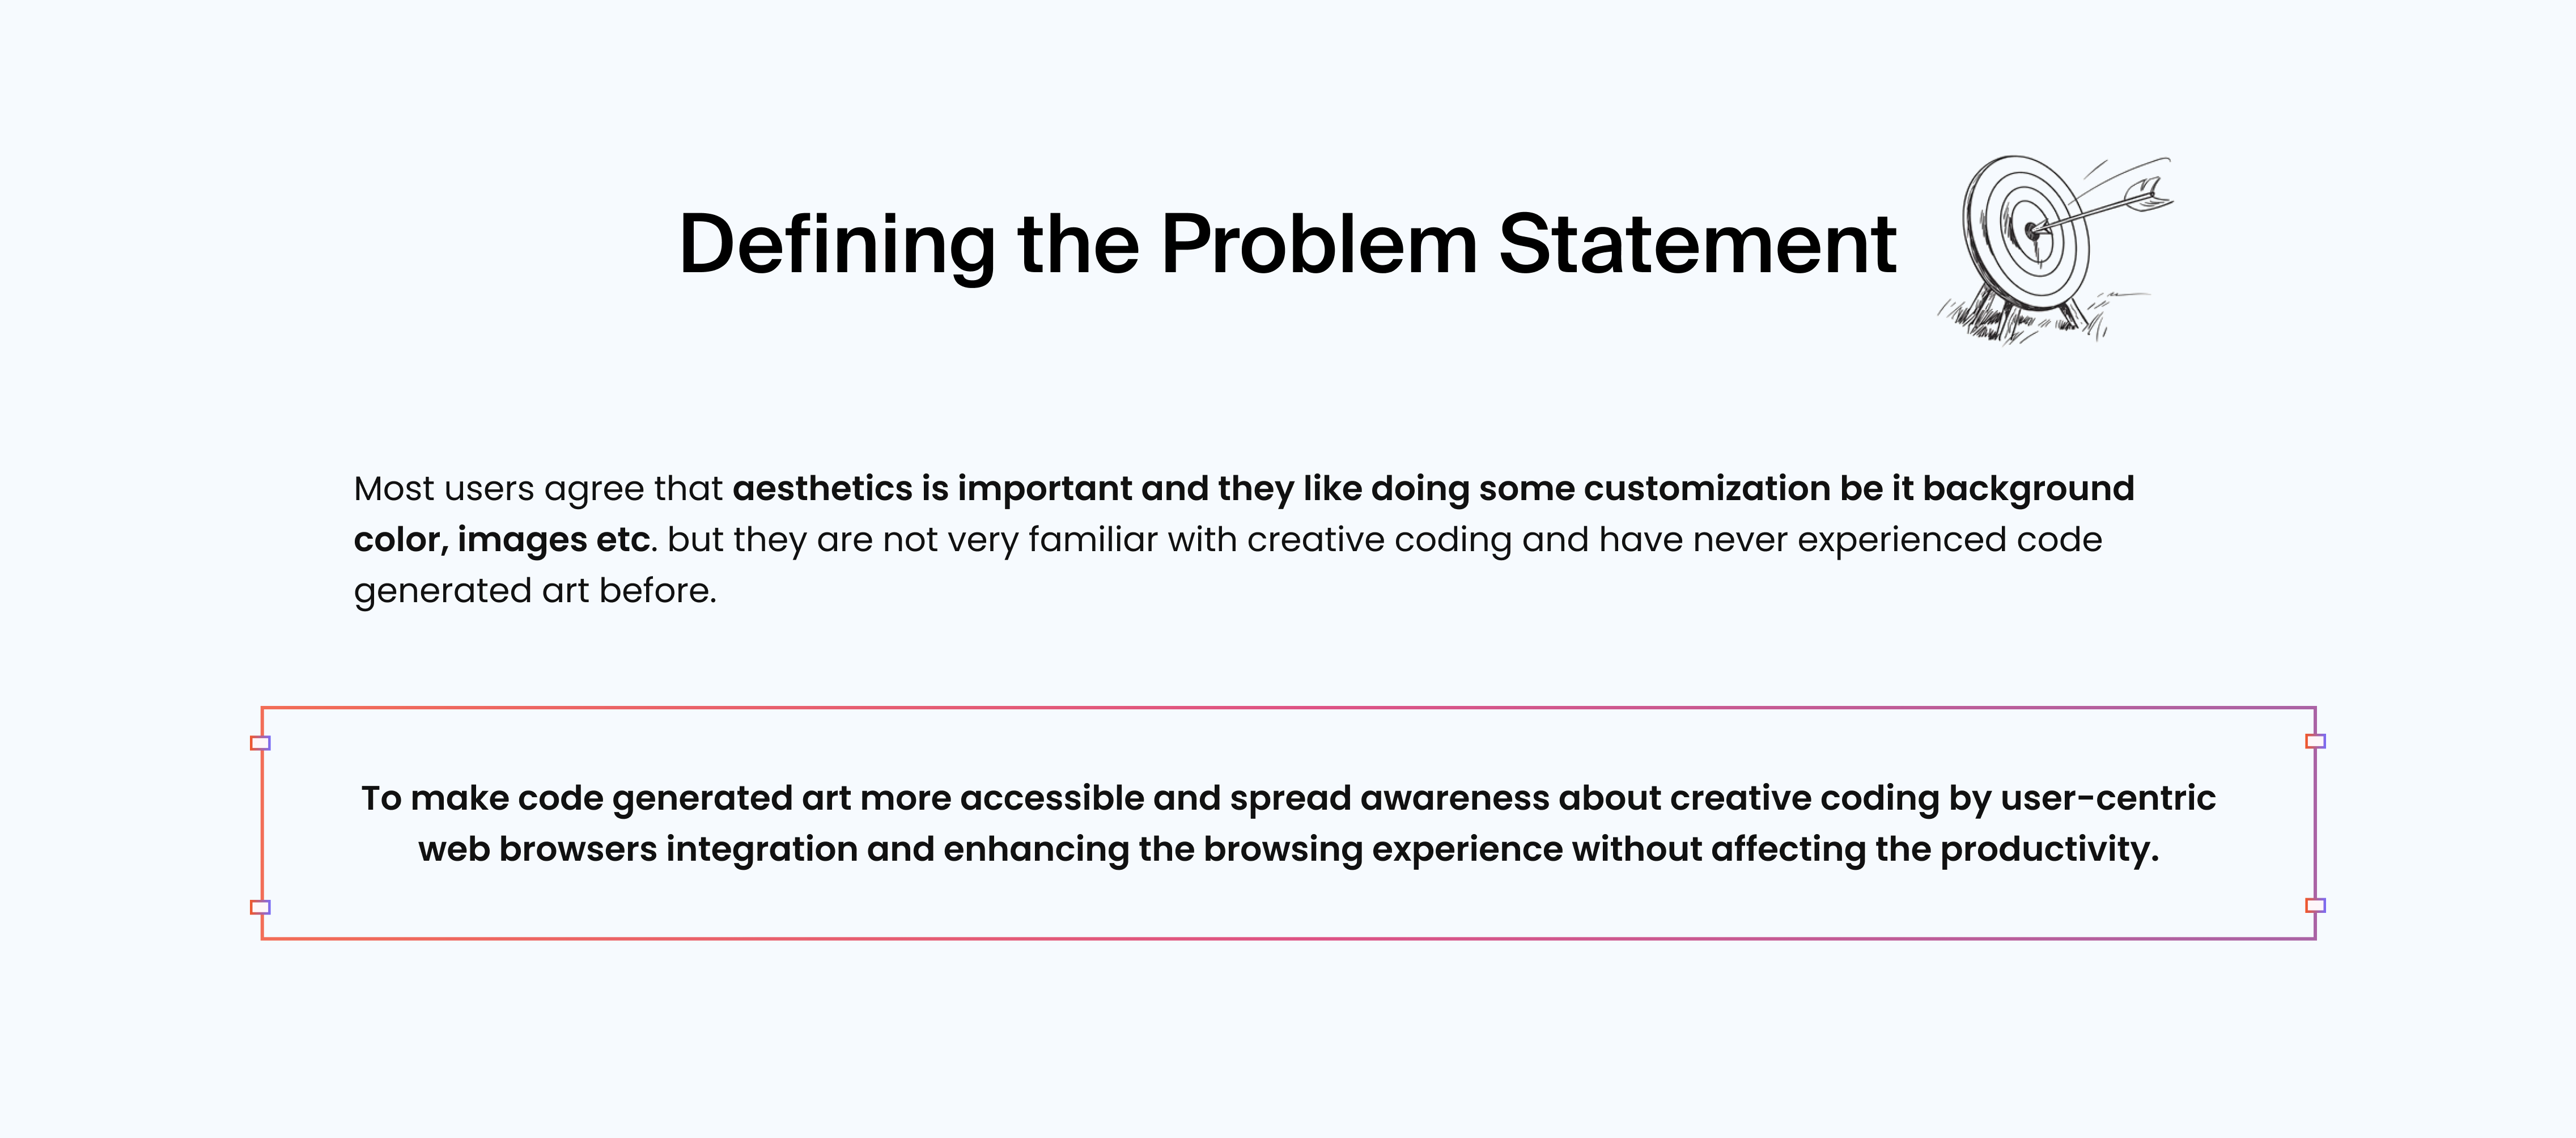 Defining the Problem Statement
Most users agree that aesthetics is important and they like doing some customization be it background
color, images etc. but they are not very familiar with creative coding and have never experienced code
generated art before.
To make code generated art more accessible and spread awareness about creative coding by user-centric
web browsers integration and enhancing the browsing experience without affecting the productivity.